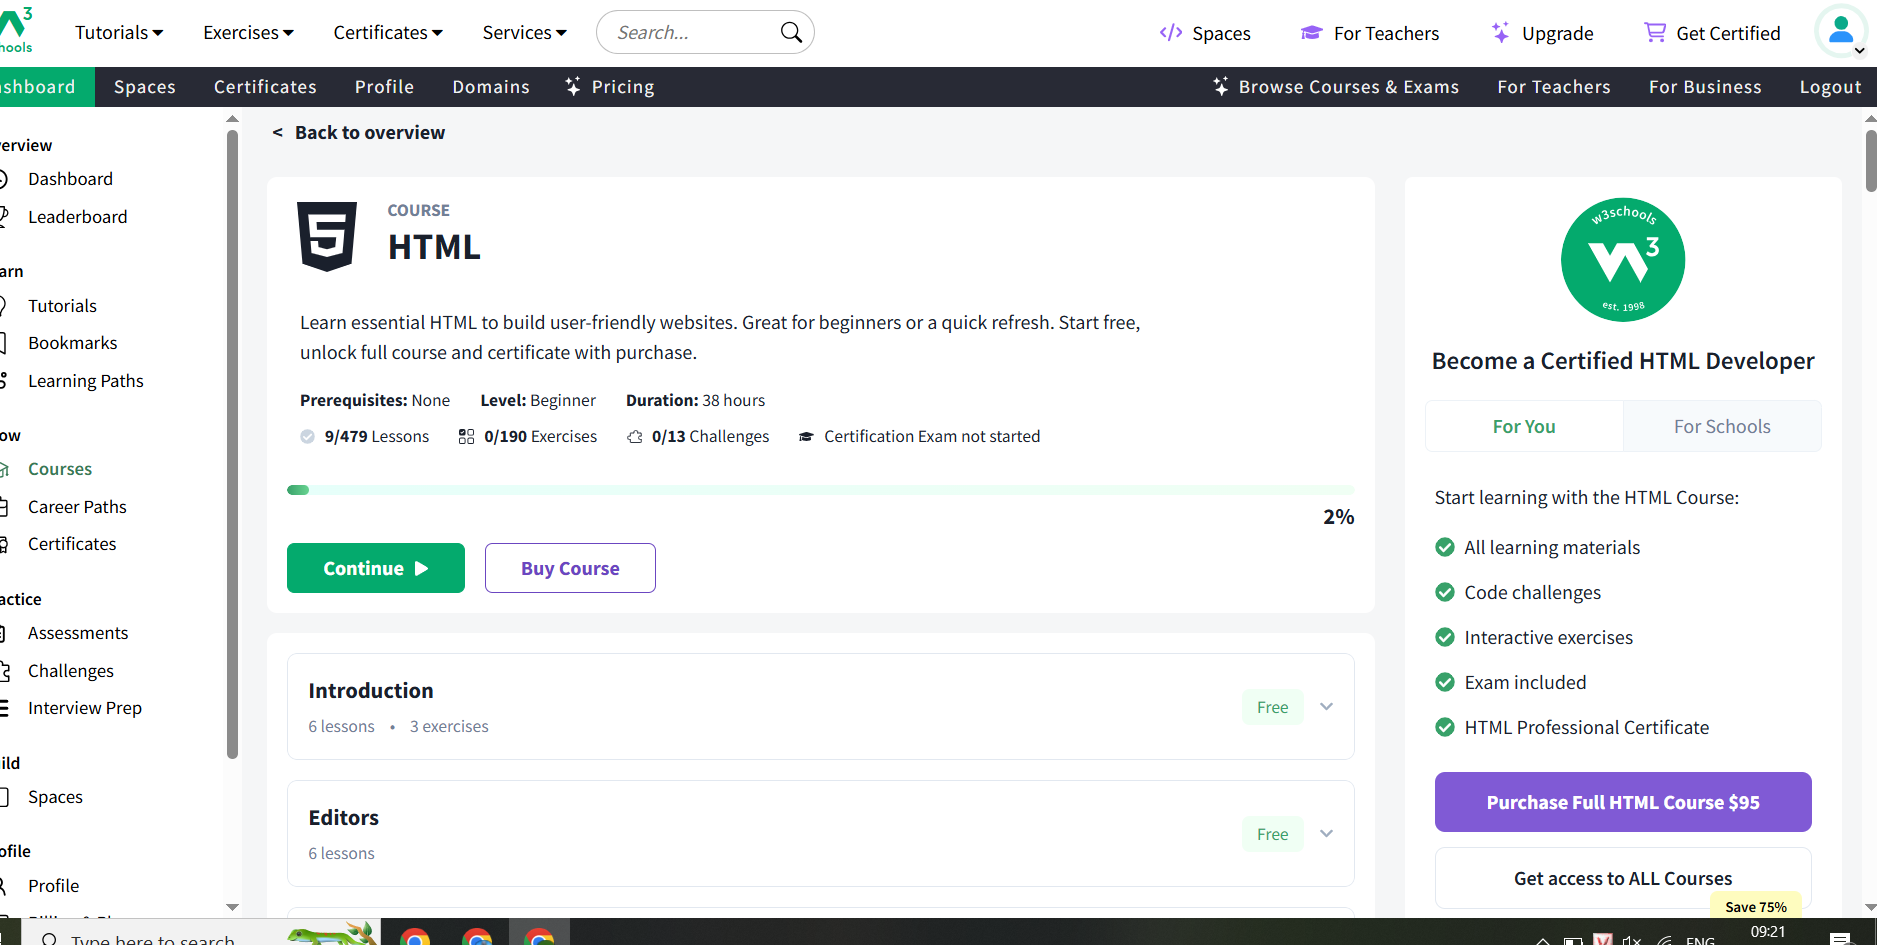 3
hools
Tutorials
Exercises
Certificates
Services
Search...
Spaces
For Teachers
Upgrade
Get Certified
ashboard
Spaces
Certificates
Profile
Domains
Pricing
Browse Courses & Exams
For Teachers
For Business
Logout
verview
Dashboard
Leaderboard
arn
Tutorials
Bookmarks
Learning Paths
ow
Courses
Career Paths
Certificates
actice
Assessments
Challenges
Interview Prep
ild
Spaces
ofile
Profile
< Back to overview
5
COURSE
HTML
Learn essential HTML to build user-friendly websites. Great for beginners or a quick refresh. Start free,
unlock full course and certificate with purchase.
Prerequisites: None Level: Beginner Duration: 38 hours
9/479 Lessons 0/190 Exercises 0/13 Challenges Certification Exam not started
2%
Continue
Buy Course
Introduction
6 lessons • 3 exercises
Free
Editors
6 lessons
Free
w3schools
W3
est. 1998
Become a Certified HTML Developer
For You
For Schools
Start learning with the HTML Course:
All learning materials
Code challenges
Interactive exercises
Exam included
HTML Professional Certificate
Purchase Full HTML Course $95
Get access to ALL Courses
Save 75%
Type here to search
ENG
09:21